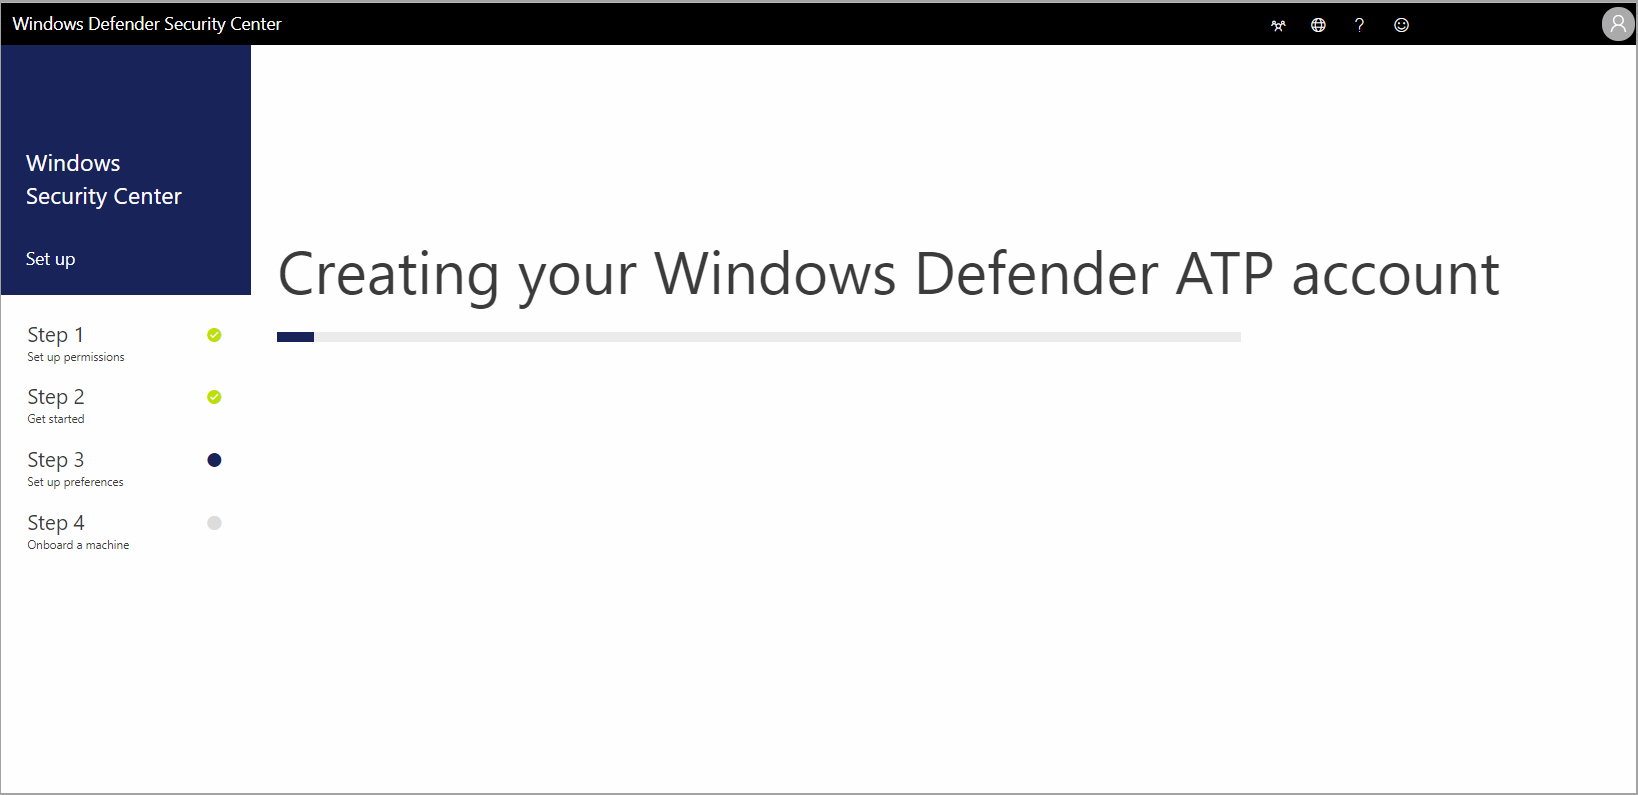 Windows Defender Security Center
Windows
Security Center
Set up
Step 1
Set up permissions
Step 2
Get started
Step 3
Set up preferences
Step 4
Onboard a machine
Creating your Windows Defender ATP account